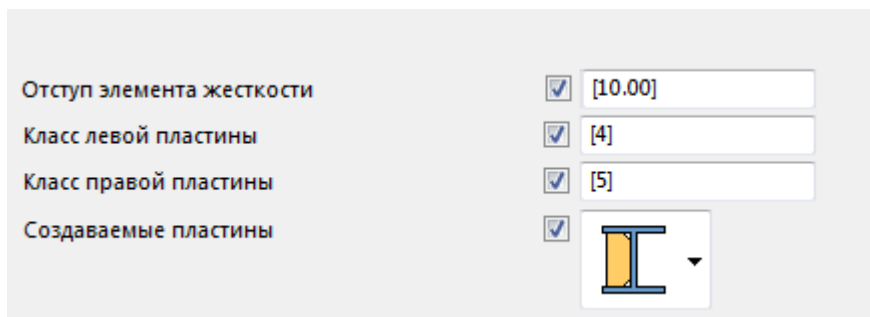 Отступ элемента жесткости [10.00]
Класс левой пластины [4]
Класс правой пластины [5]
Создаваемые пластины